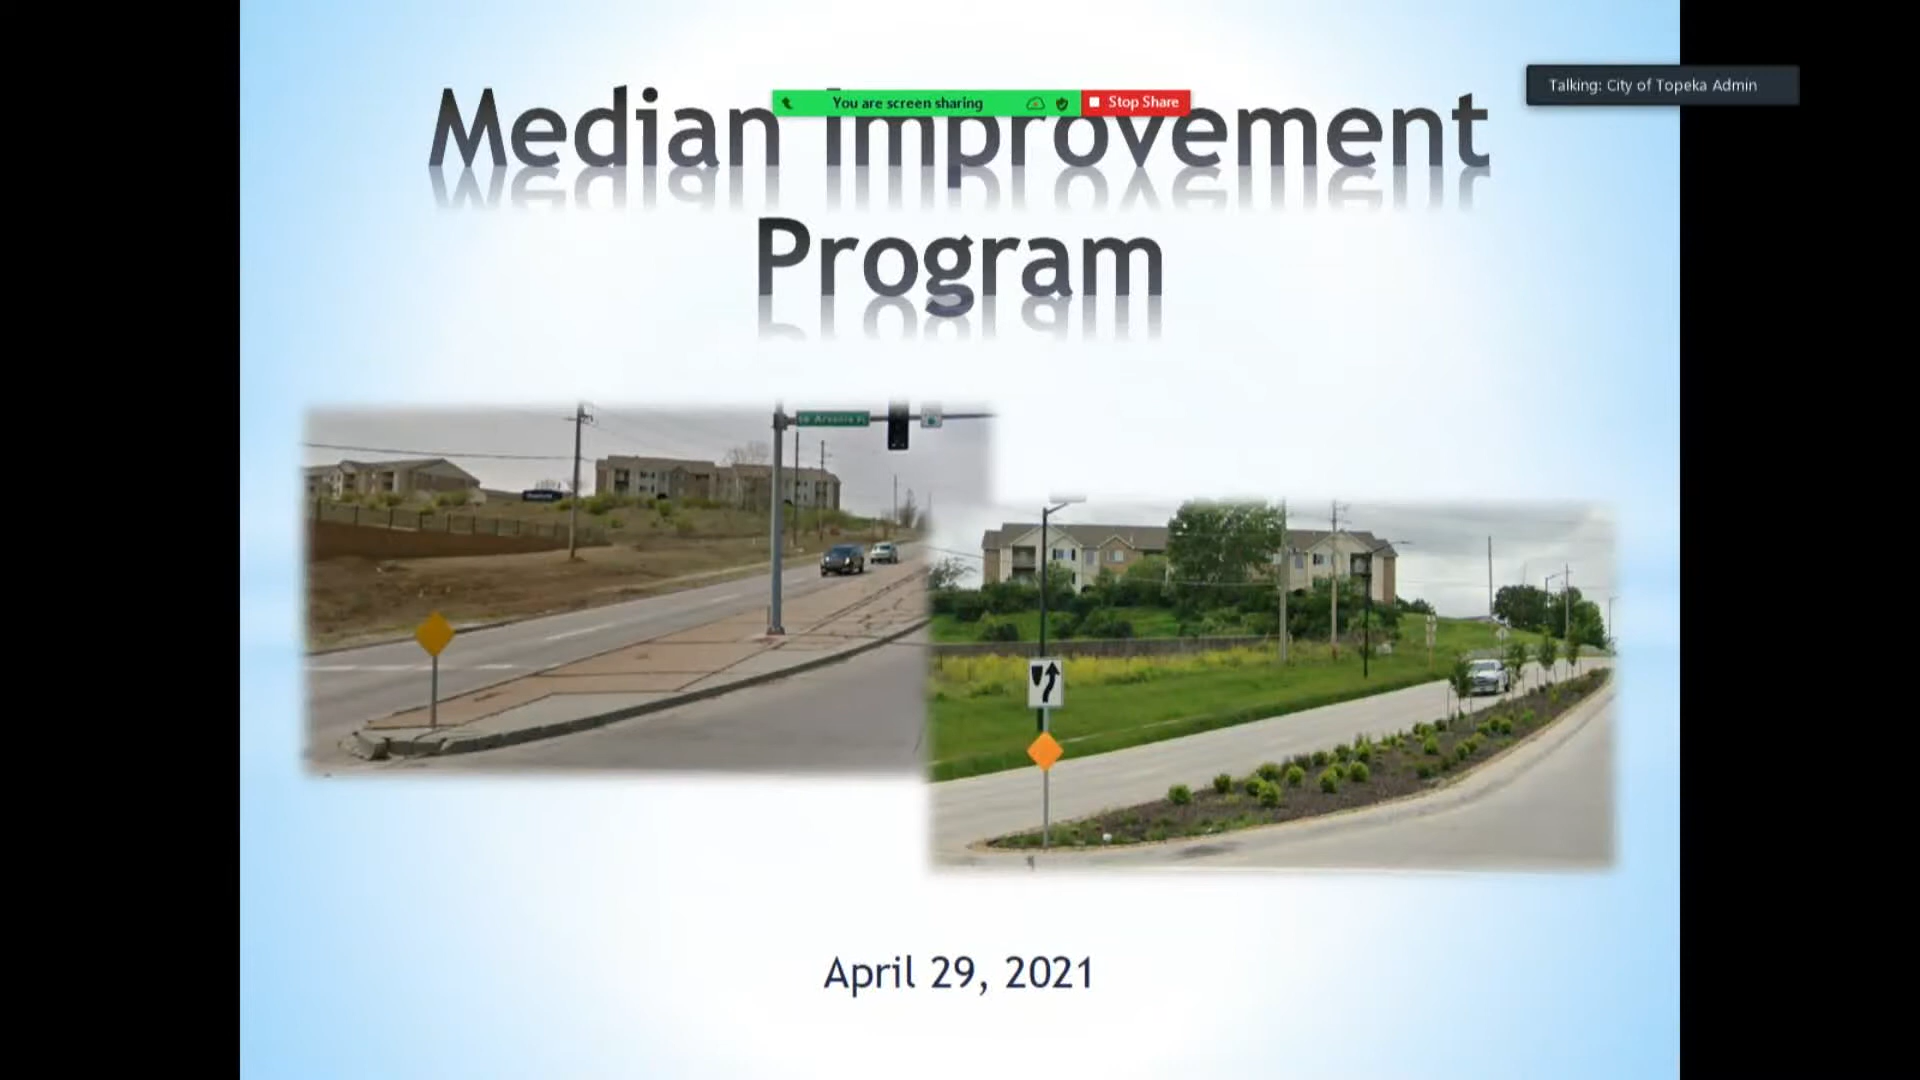 Talking: City of Topeka Admin
You are screen sharing
Stop Share
Median Improvement
Program
April 29, 2021